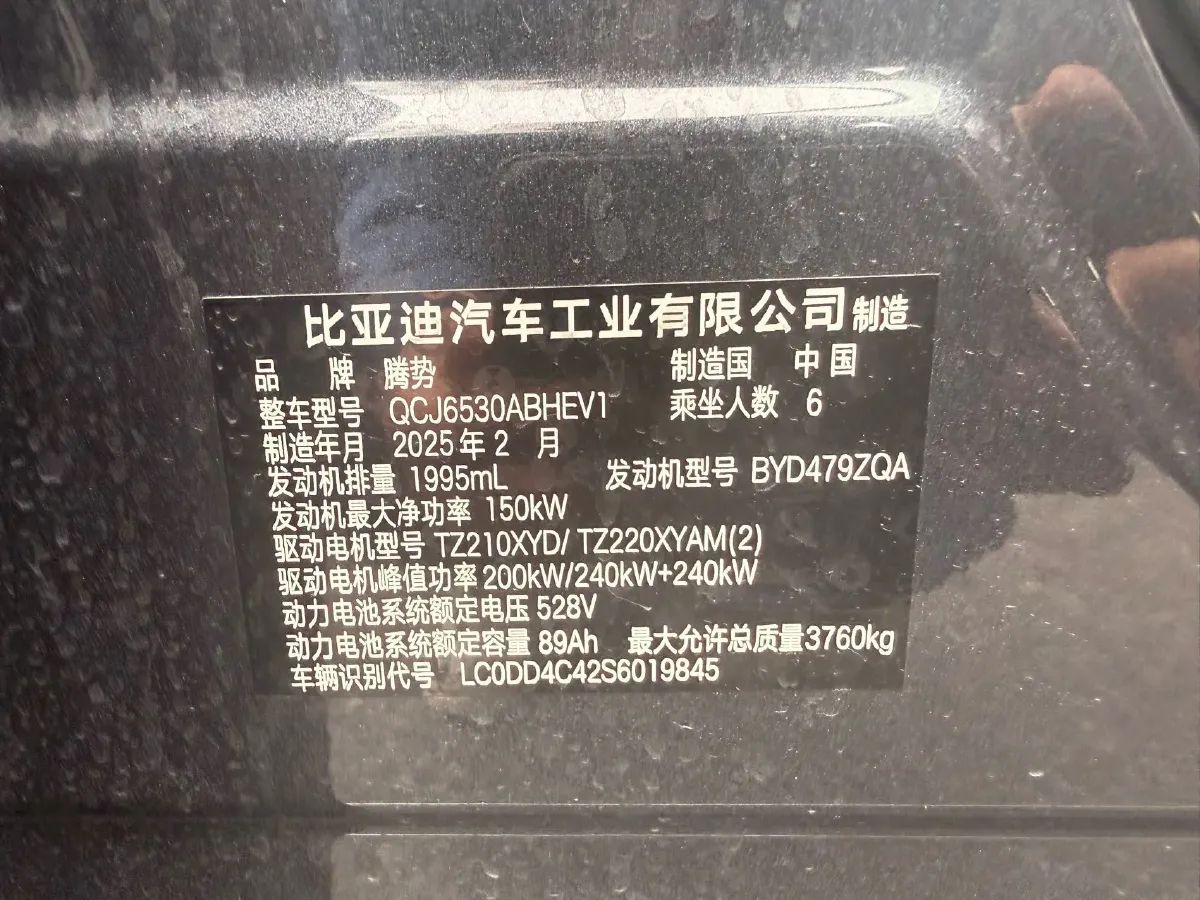 比亚迪汽车工业有限公司制造
品 牌 腾势 制造国 中国
整车型号 QCJ6530ABHEV1 乘坐人数 6
制造年月 2025年2月
发动机排量 1995mL 发动机型号 BYD479ZQA
发动机最大净功率 150kW
驱动电机型号 TZ210XYD/ TZ220XYAM(2)
驱动电机峰值功率 200kW/240kW+240kW
动力电池系统额定电压 528V
动力电池系统额定容量 89Ah 最大允许总质量3760kg
车辆识别代号 LC0DD4C42S6019845